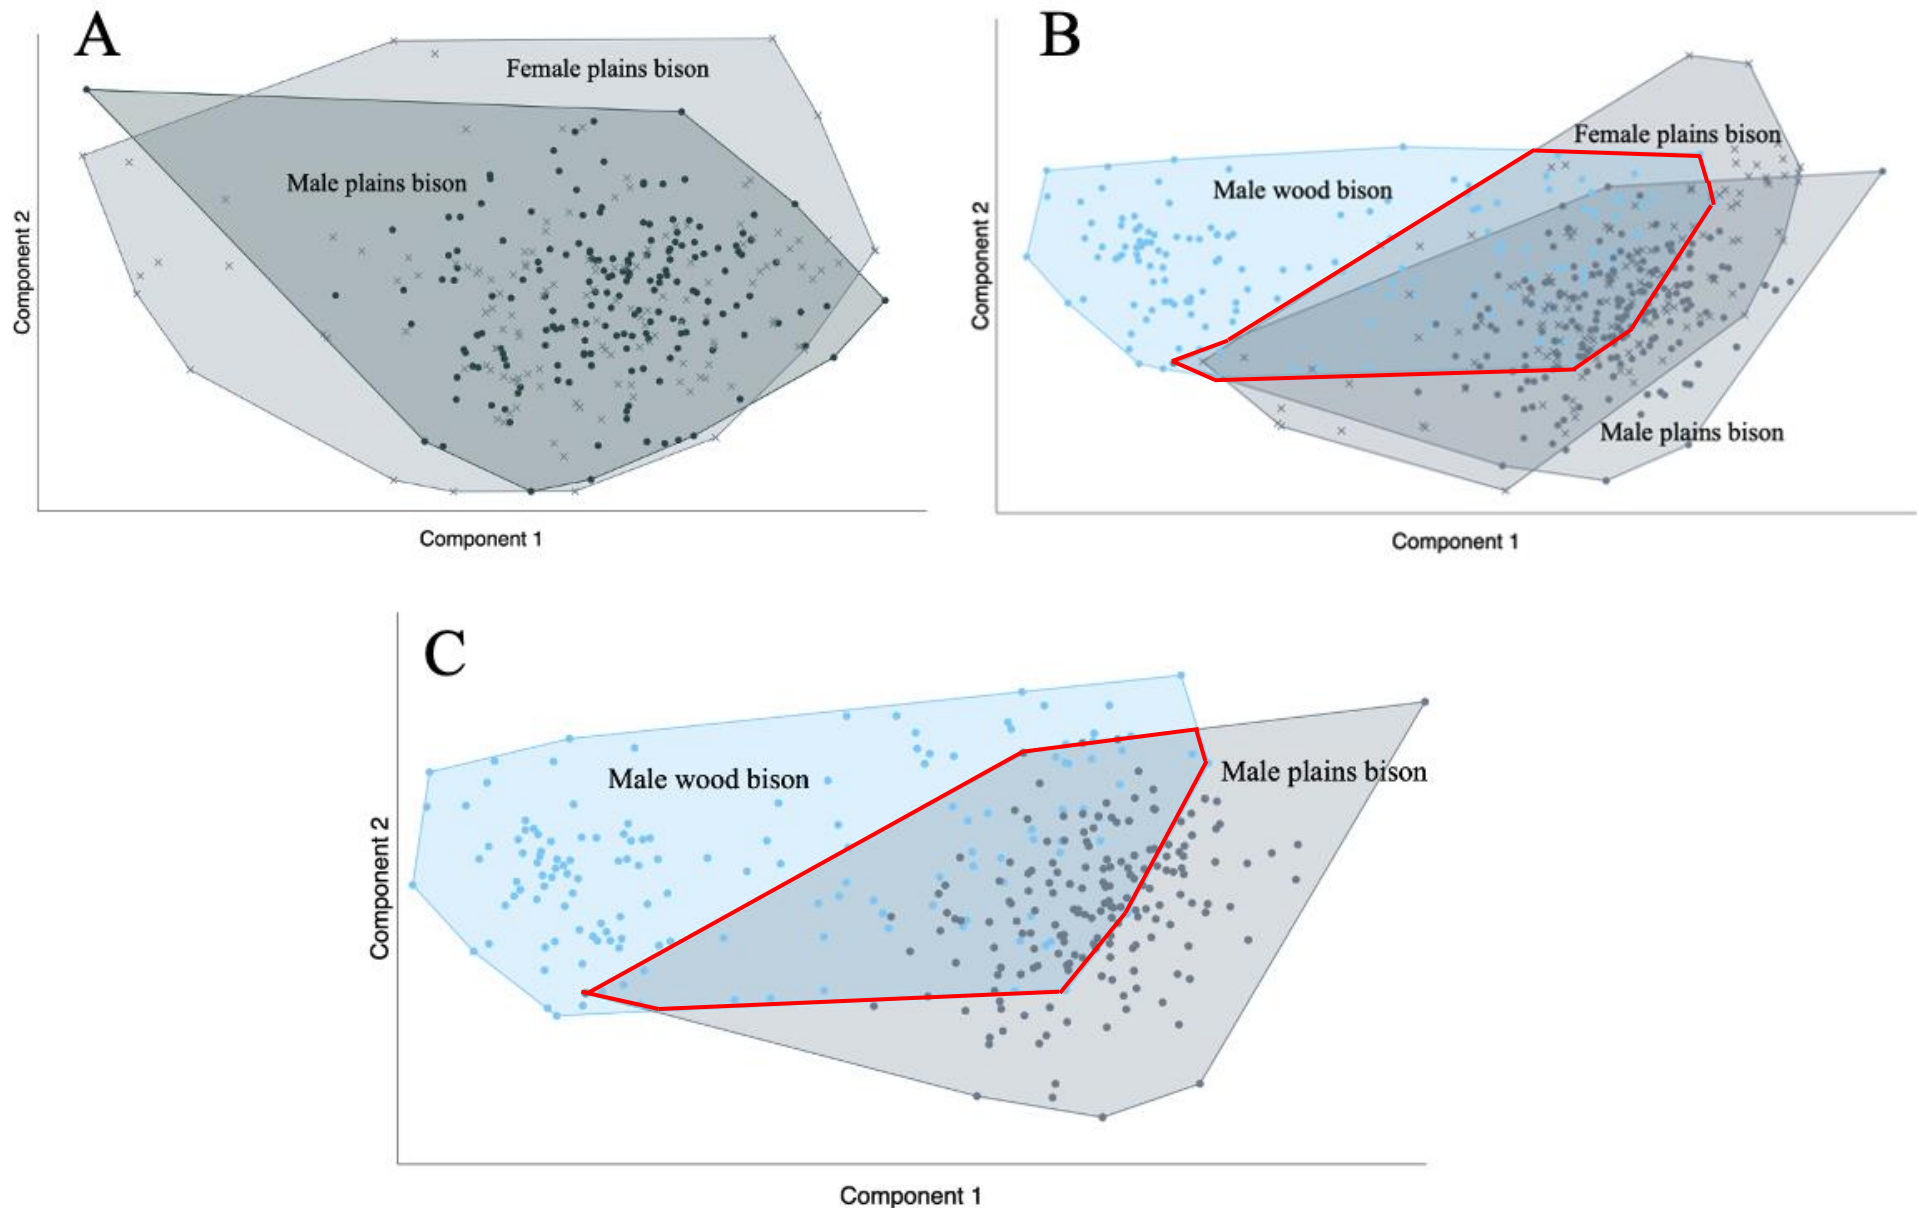 A
Female plains bison
Male plains bison
Component 2
Component 1
B
Female plains bison
Male wood bison
Component 2
Male plains bison
Component 1
C
Male wood bison
Male plains bison
Component 2
Component 1